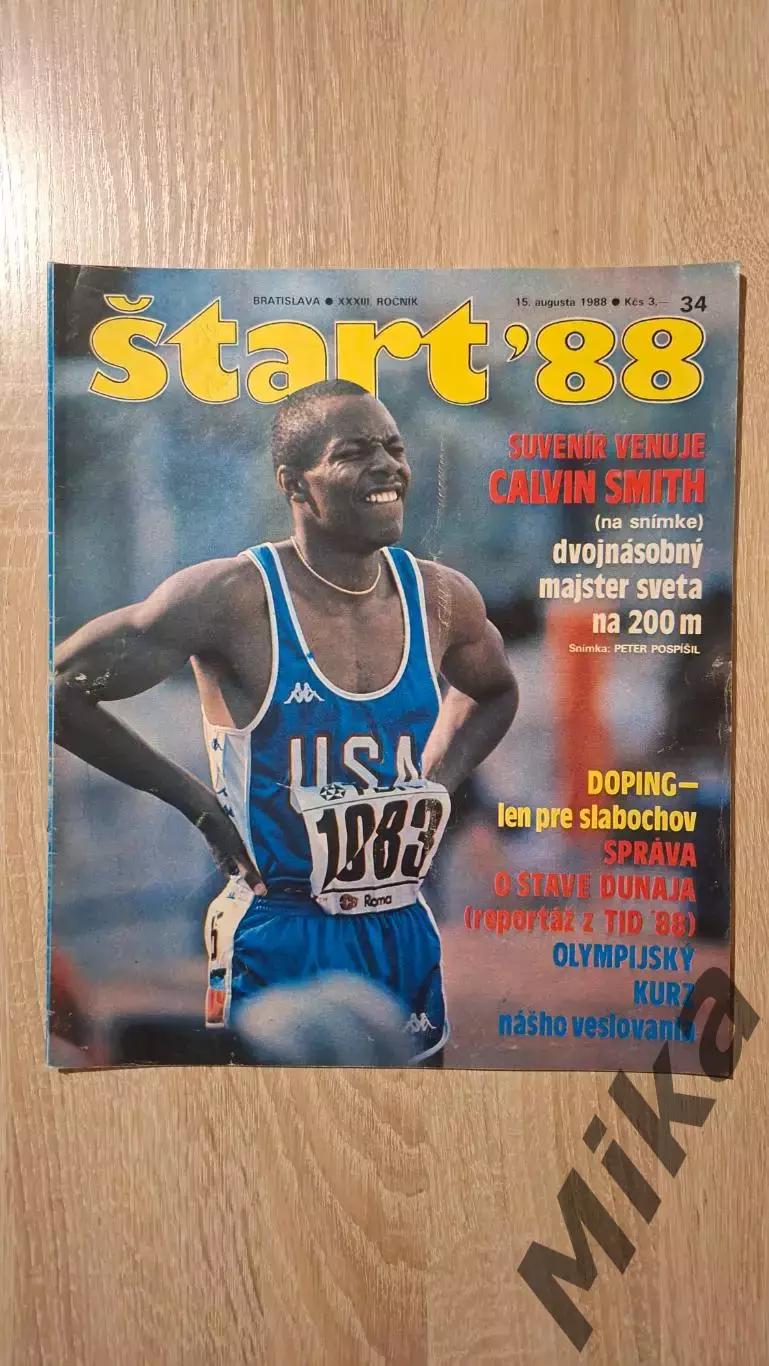 BRATISLAVA ● XXXIII. ROČNÍK 15. augusta 1988 ● Kčs 3,— 34
štart '88
SUVENÍR VENUJE
CALVIN SMITH
(na snímke)
dvojnásobný
majster sveta
na 200 m
Snímka: PETER POSPÍŠIL
USA
1083
Roma
DOPING—
len pre slabochov
SPRÁVA
O STAVE DUNAJA
(reportáž z TID '88)
OLYMPIJSKÝ
KURZ
nášho veslovania
Mika